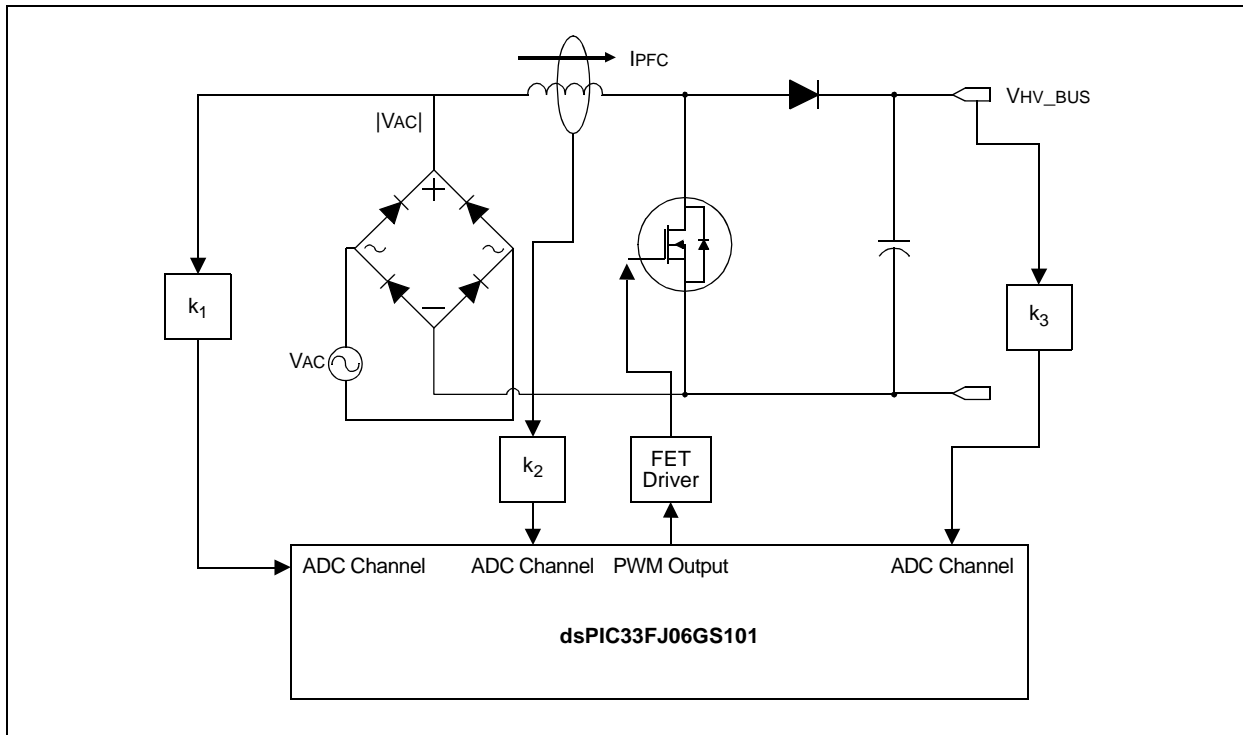 IPFC
|VAC|
VHV_BUS
k1
k3
VAC
k2
FET
Driver
ADC Channel
ADC Channel
PWM Output
ADC Channel
dsPIC33FJ06GS101